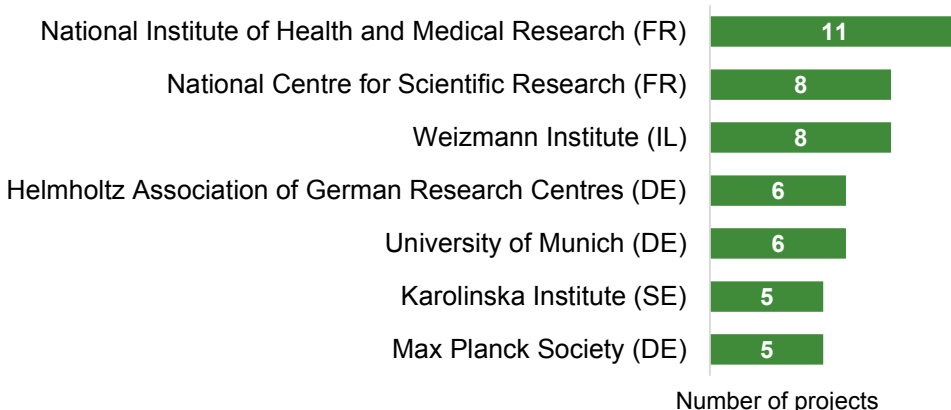 National Institute of Health and Medical Research (FR) 11
National Centre for Scientific Research (FR) 8
Weizmann Institute (IL) 8
Helmholtz Association of German Research Centres (DE) 6
University of Munich (DE) 6
Karolinska Institute (SE) 5
Max Planck Society (DE) 5
Number of projects